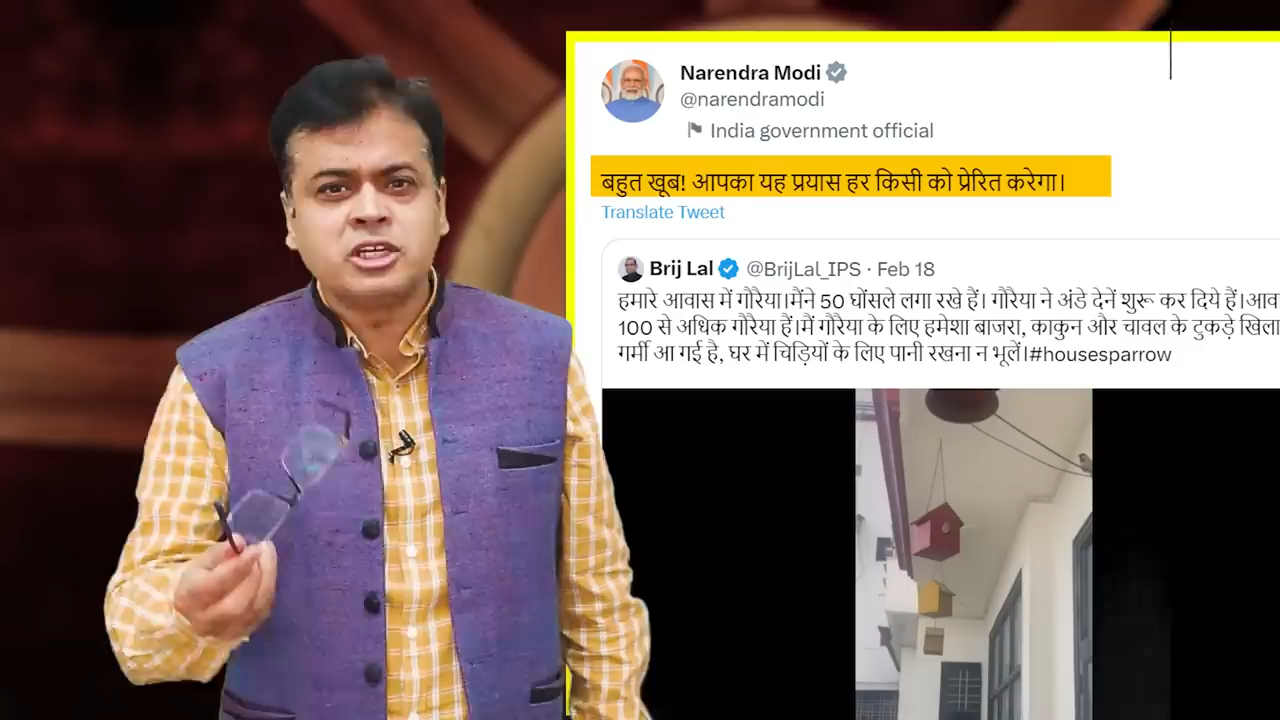 Narendra Modi
@narendramodi
India government official
बहुत खूब! आपका यह प्रयास हर किसी को प्रेरित करेगा।
Translate Tweet
Brij Lal @BrijLal_IPS · Feb 18
हमारे आवास में गौरैया।मैंने 50 घोंसले लगा रखे हैं। गौरैया ने अंडे देनें शुरू कर दिये हैं।आव
100 से अधिक गौरैया हैं।मैं गौरैया के लिए हमेशा बाजरा, काकुन और चावल के टुकड़े खिला
गर्मी आ गई है, घर में चिड़ियों के लिए पानी रखना न भूलें।#housesparrow